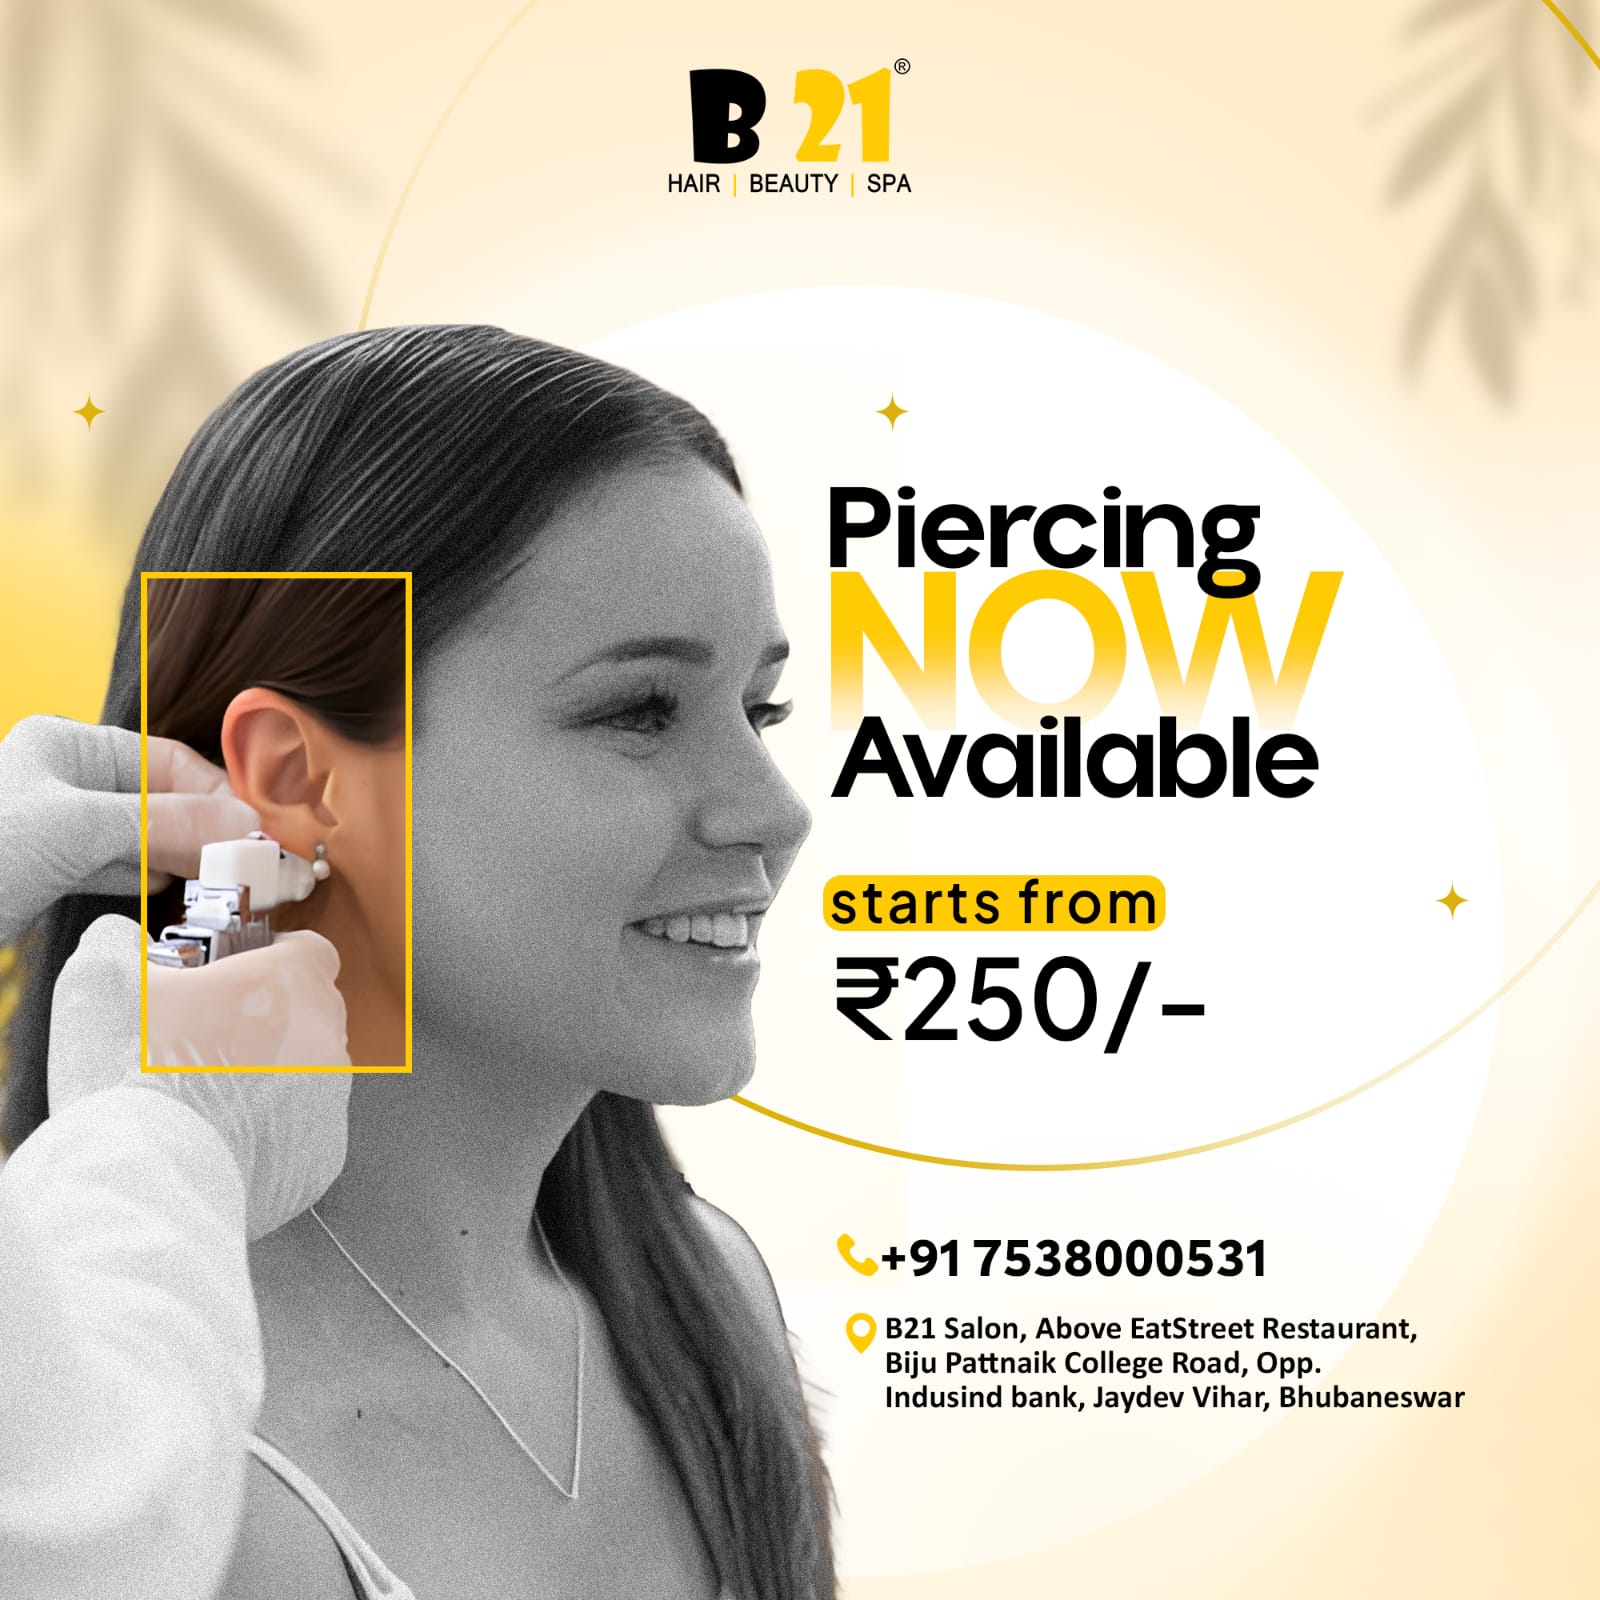 B 21®
HAIR | BEAUTY | SPA
Piercing
NOW
Available
starts from
₹250/-
+91 7538000531
B21 Salon, Above EatStreet Restaurant,
Biju Pattnaik College Road, Opp.
Indusind bank, Jaydev Vihar, Bhubaneswar